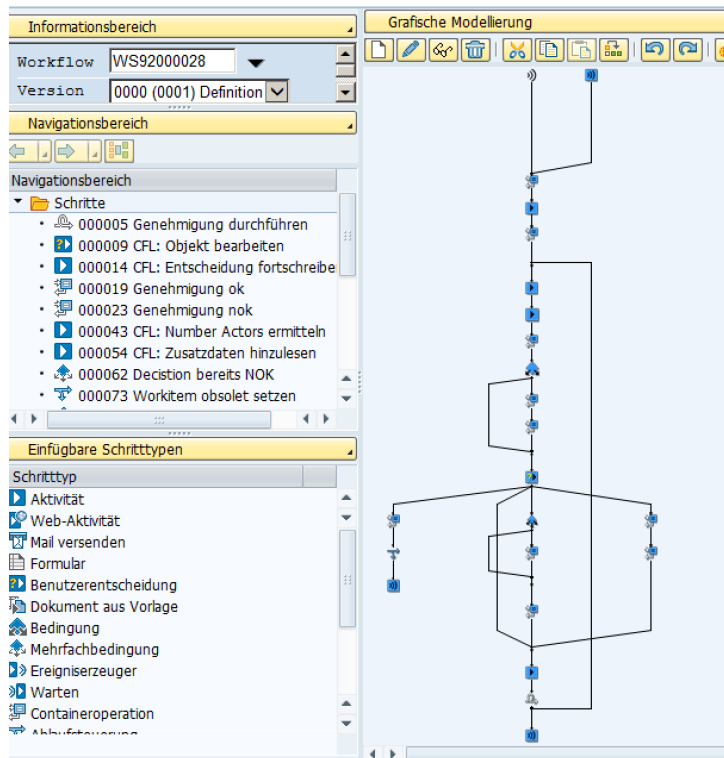 Informationsbereich
Workflow WS92000028
Version 0000 (0001) Definition
Navigationsbereich
Navigationsbereich
Schritte
000005 Genehmigung durchführen
000009 CFL: Objekt bearbeiten
000014 CFL: Entscheidung fortschreibe
000019 Genehmigung ok
000023 Genehmigung nok
000043 CFL: Number Actors ermitteln
000054 CFL: Zusatzdaten hinzulesen
000062 Decistion bereits NOK
000073 Workitem obsolet setzen
Einfügbare Schritttypen
Schritttyp
Aktivität
Web-Aktivität
Mail versenden
Formular
Benutzerentscheidung
Dokument aus Vorlage
Bedingung
Mehrfachbedingung
Ereigniserzeuger
Warten
Containeroperation
Ablaufsteuerung
Grafische Modellierung